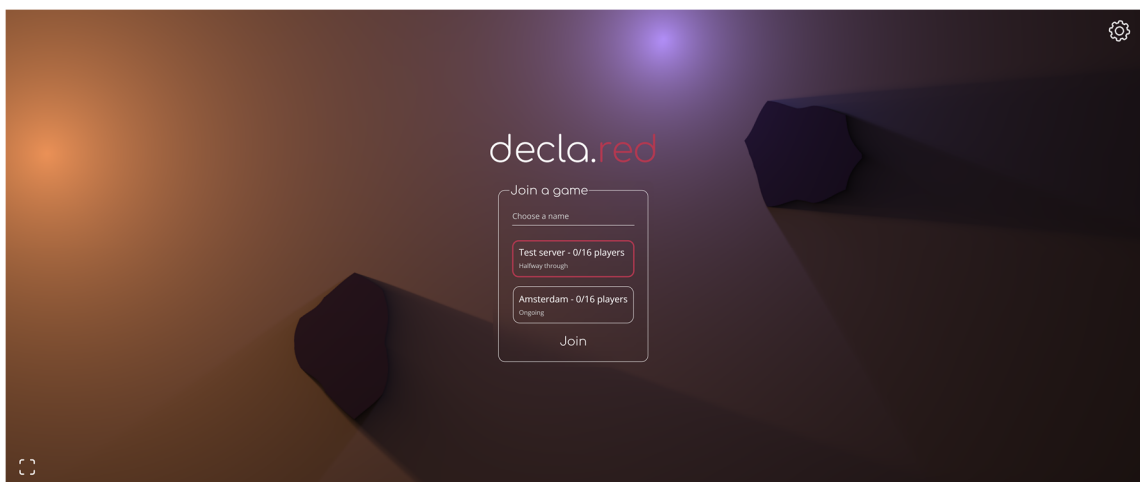 decla.red
Join a game
Choose a name
Test server - 0/16 players
Halfway through
Amsterdam - 0/16 players
Ongoing
Join